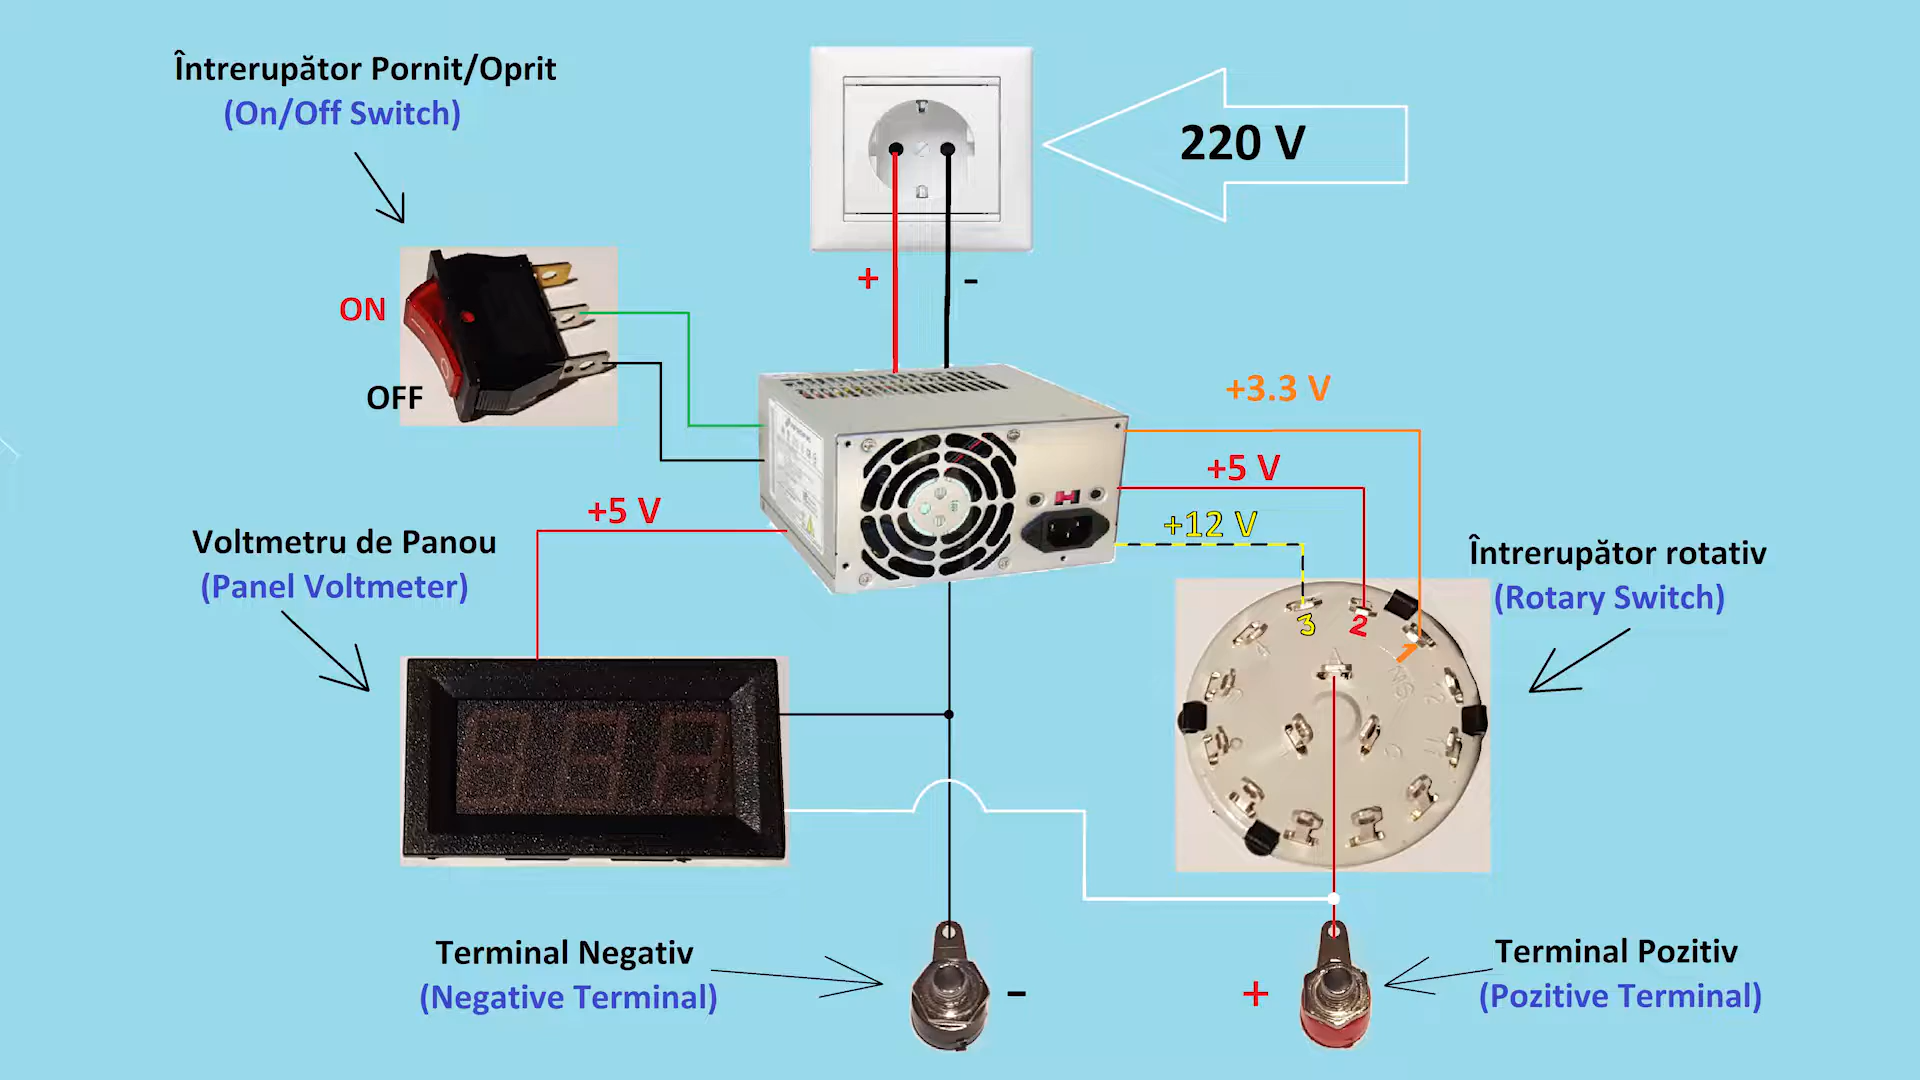 Întrerupător Pornit/Oprit
(On/Off Switch)
220 V
+ -
ON
OFF
+3.3 V
+5 V
+12 V
+5 V
Voltmetru de Panou
(Panel Voltmeter)
Întrerupător rotativ
(Rotary Switch)
3 2 1
A
Terminal Negativ
(Negative Terminal)
-
+
Terminal Pozitiv
(Pozitive Terminal)